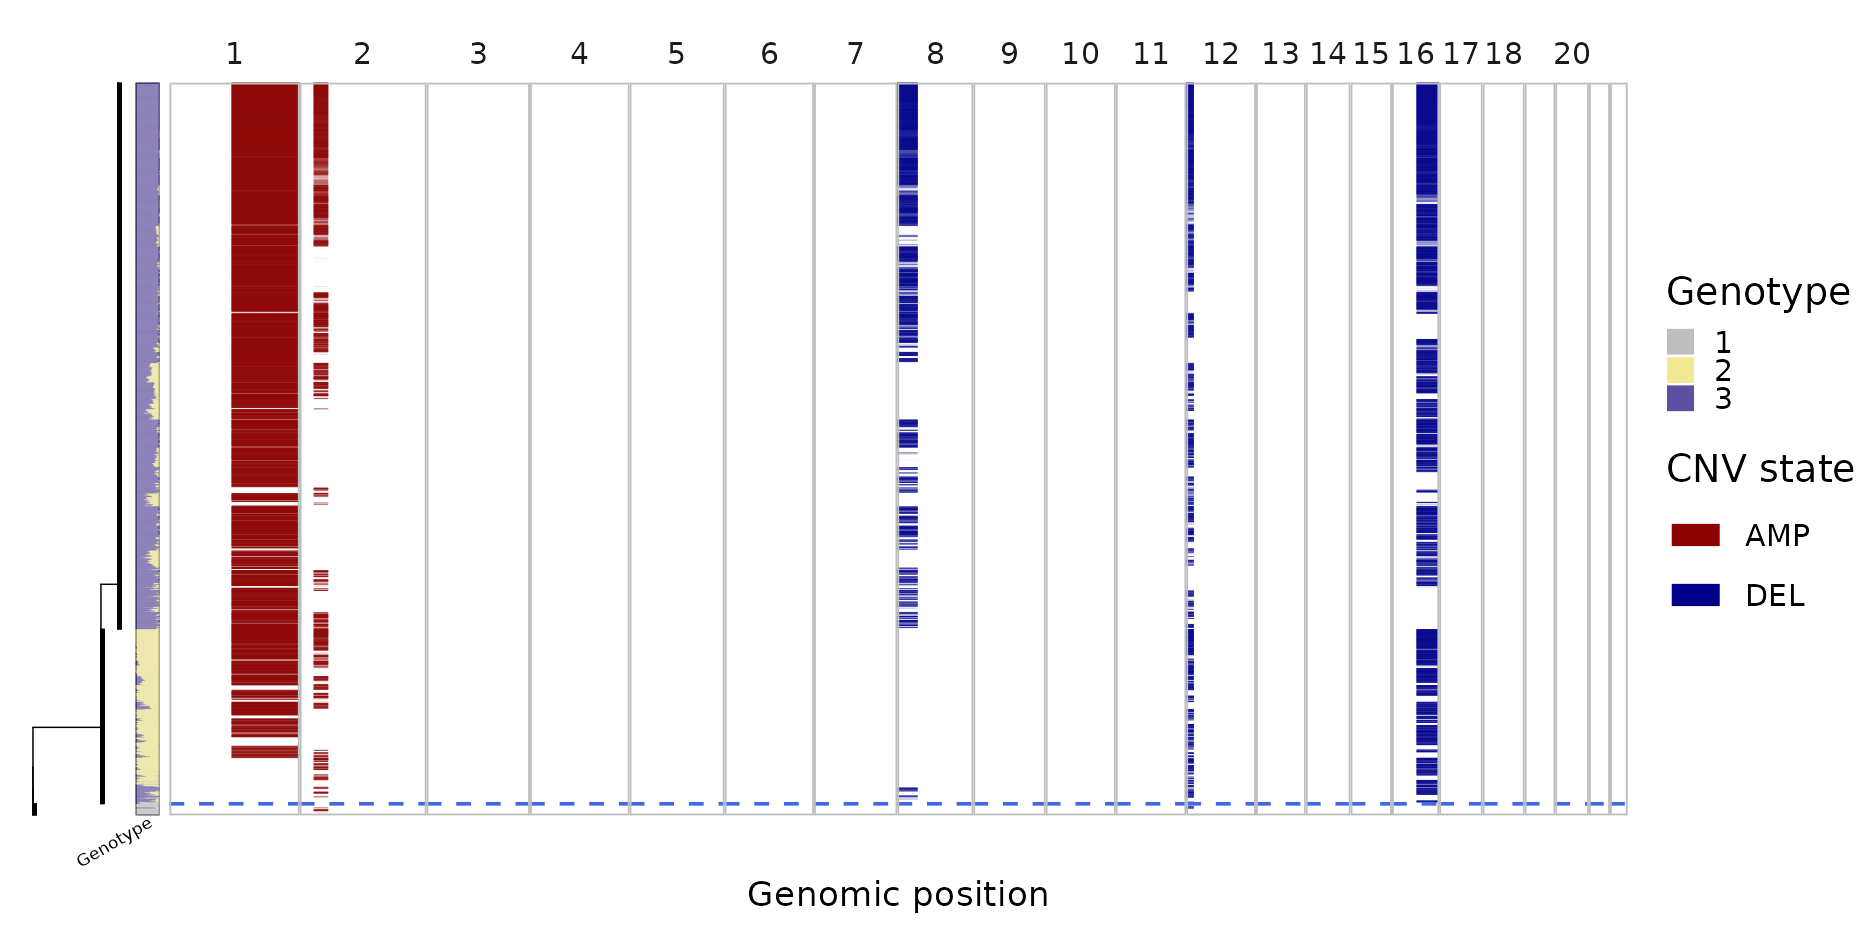 1 2 3 4 5 6 7 8 9 10 11 12 13 14 15 16 17 18 20
Genotype
1
2
3
CNV state
AMP
DEL
Genotype
Genomic position